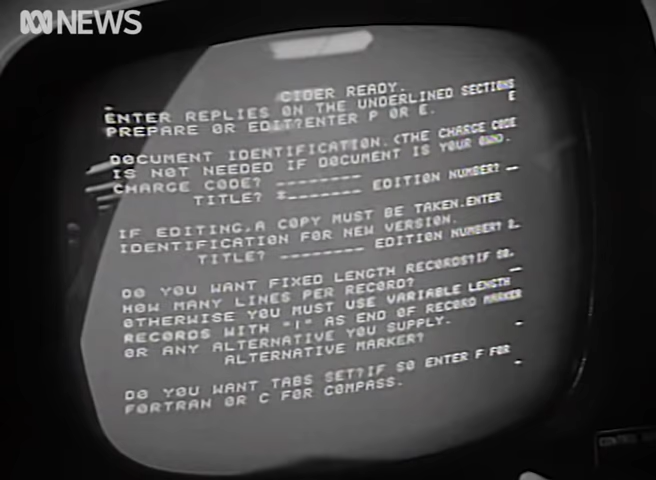 NEWS
CIDER READY.
ENTER REPLIES ON THE UNDERLINED SECTIONS
PREPARE OR EDIT?ENTER P OR E. E
DOCUMENT IDENTIFICATION.(THE CHARGE CODE
IS NOT NEEDED IF DOCUMENT IS YOUR OWN).
CHARGE CODE? --------
TITLE? *------- EDITION NUMBER? --
IF EDITING,A COPY MUST BE TAKEN.ENTER
IDENTIFICATION FOR NEW VERSION.
TITLE? -------- EDITION NUMBER?
DO YOU WANT FIXED LENGTH RECORDS?IF SO,
HOW MANY LINES PER RECORD? --
OTHERWISE YOU MUST USE VARIABLE LENGTH
RECORDS WITH "!" AS END OF RECORD MARKER
OR ANY ALTERNATIVE YOU SUPPLY.
ALTERNATIVE MARKER? -
DO YOU WANT TABS SET?IF SO ENTER F FOR
FORTRAN OR C FOR COMPASS. -